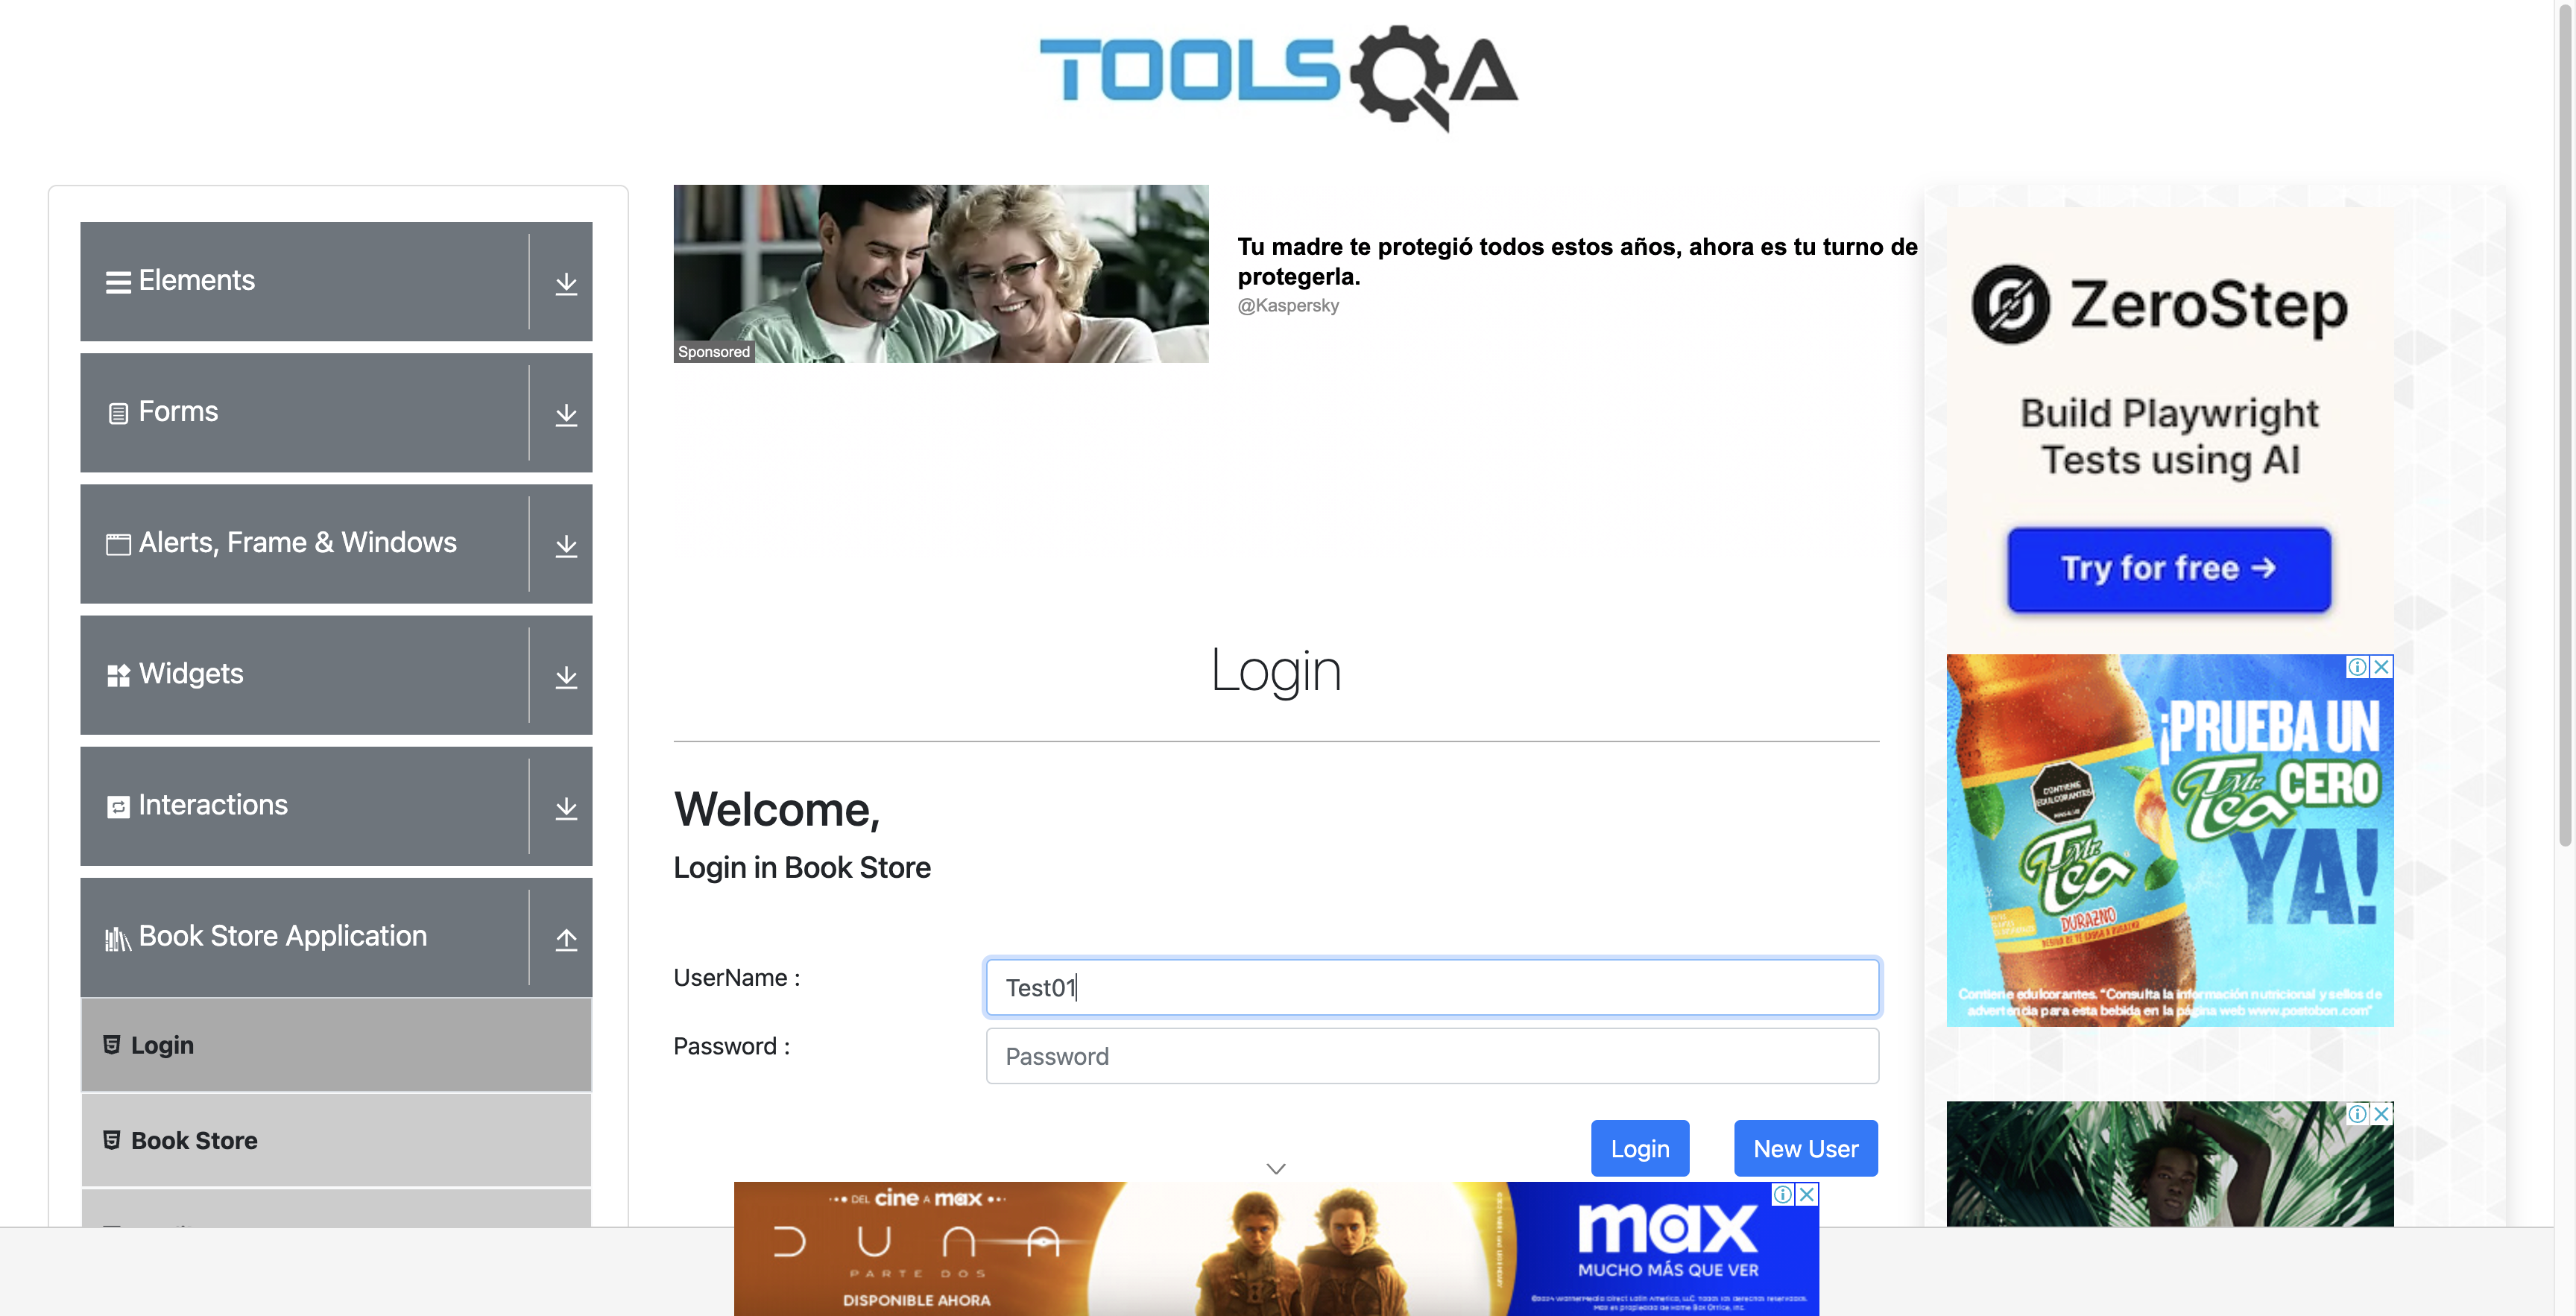 TOOLSQA
Elements
Forms
Alerts, Frame & Windows
Widgets
Interactions
Book Store Application
Login
Book Store
Sponsored
Tu madre te protegió todos estos años, ahora es tu turno de
protegerla.
@Kaspersky
Login
Welcome,
Login in Book Store
UserName :
Test01
Password :
Password
Login
New User
ZeroStep
Build Playwright
Tests using AI
Try for free →
¡PRUEBA UN
Mr. Tea CERO
YA!
CONTIENE
EDULCORANTES
Mr. Tea
DURAZNO
Contiene edulcorantes. “Consulta la información nutricional y sellos de
advertencia para esta bebida en la página web www.postobon.com”
DEL cine A max
DUNA
PARTE DOS
DISPONIBLE AHORA
max
MUCHO MÁS QUE VER